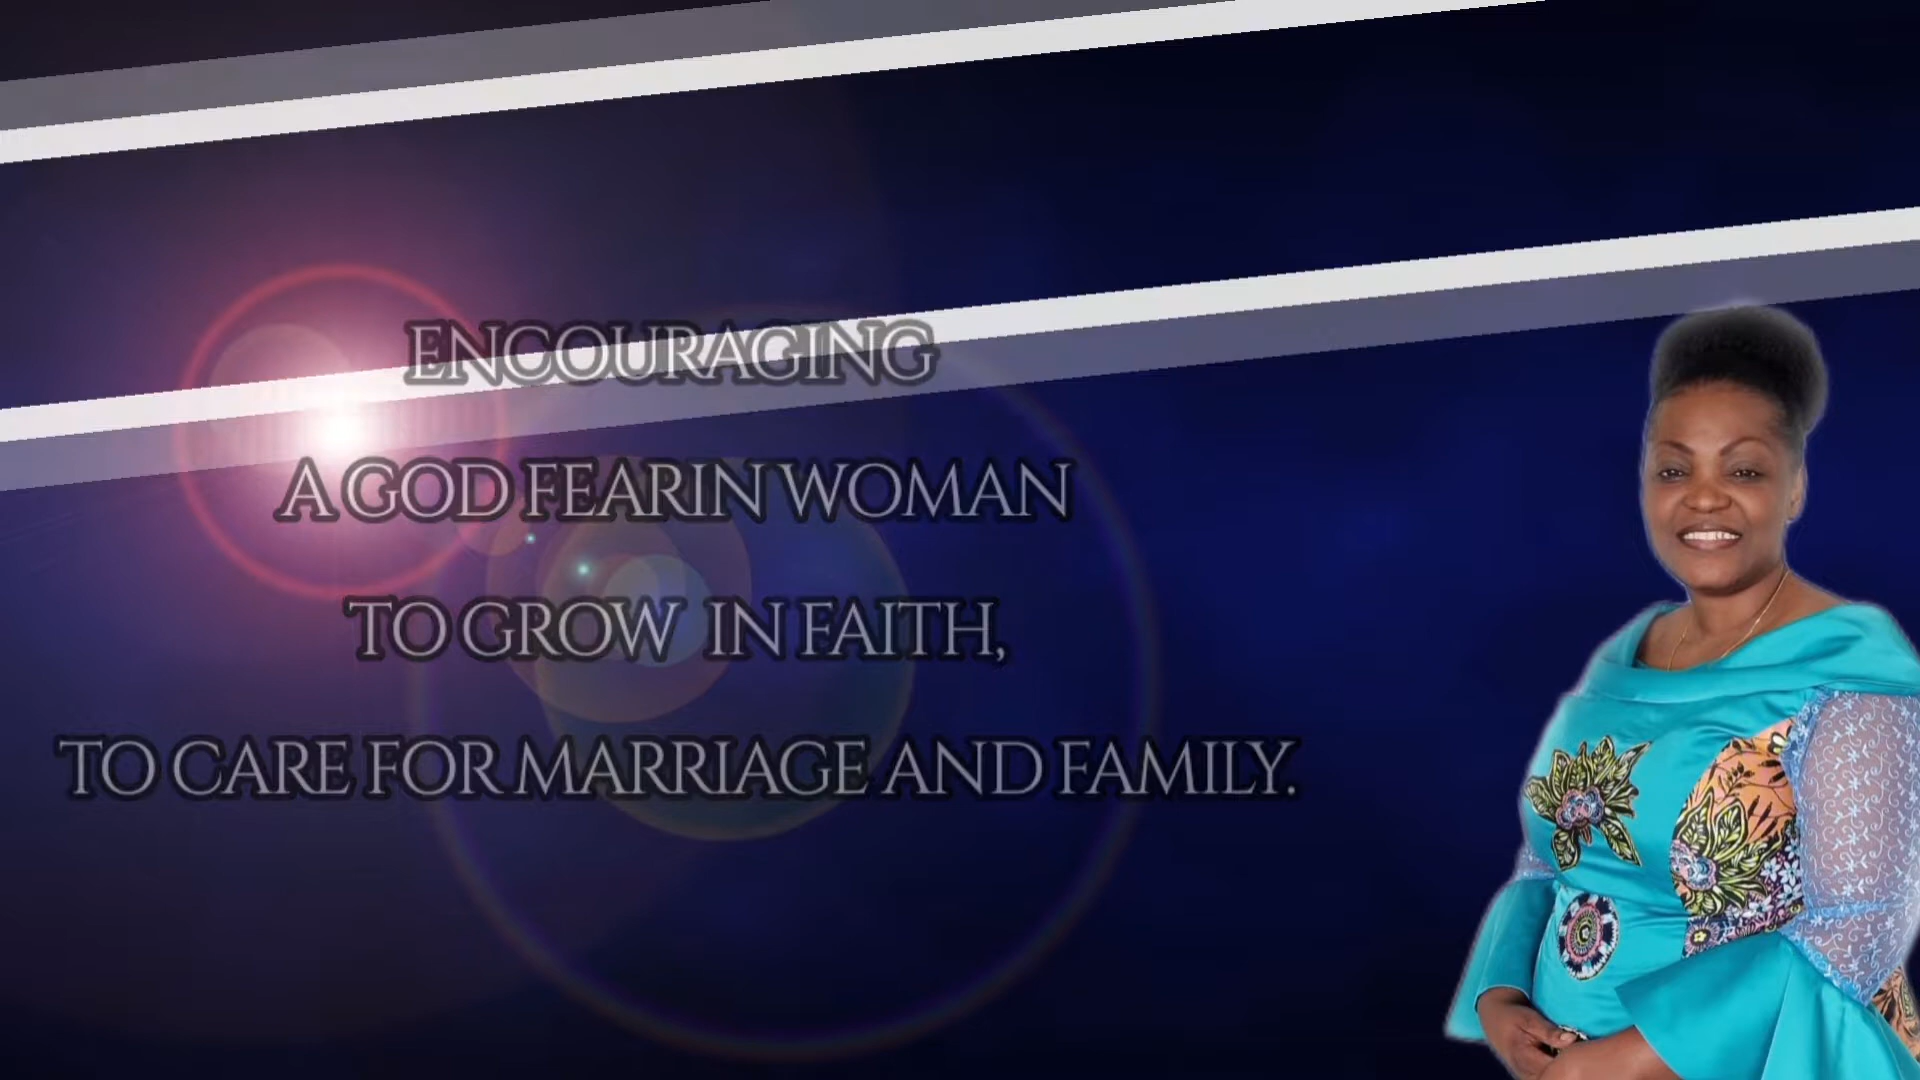 ENCOURAGING
A GOD FEARIN WOMAN
TO GROW IN FAITH,
TO CARE FOR MARRIAGE AND FAMILY.